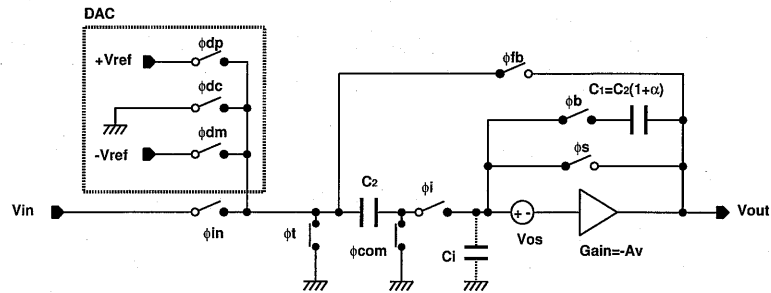 DAC
+Vref
ϕdp
ϕdc
-Vref
ϕdm
ϕfb
C₁=C₂(1+α)
ϕb
ϕs
C₂
ϕi
Vin
ϕin
ϕt
ϕcom
Ci
+ -
Vos
Gain=-Av
Vout